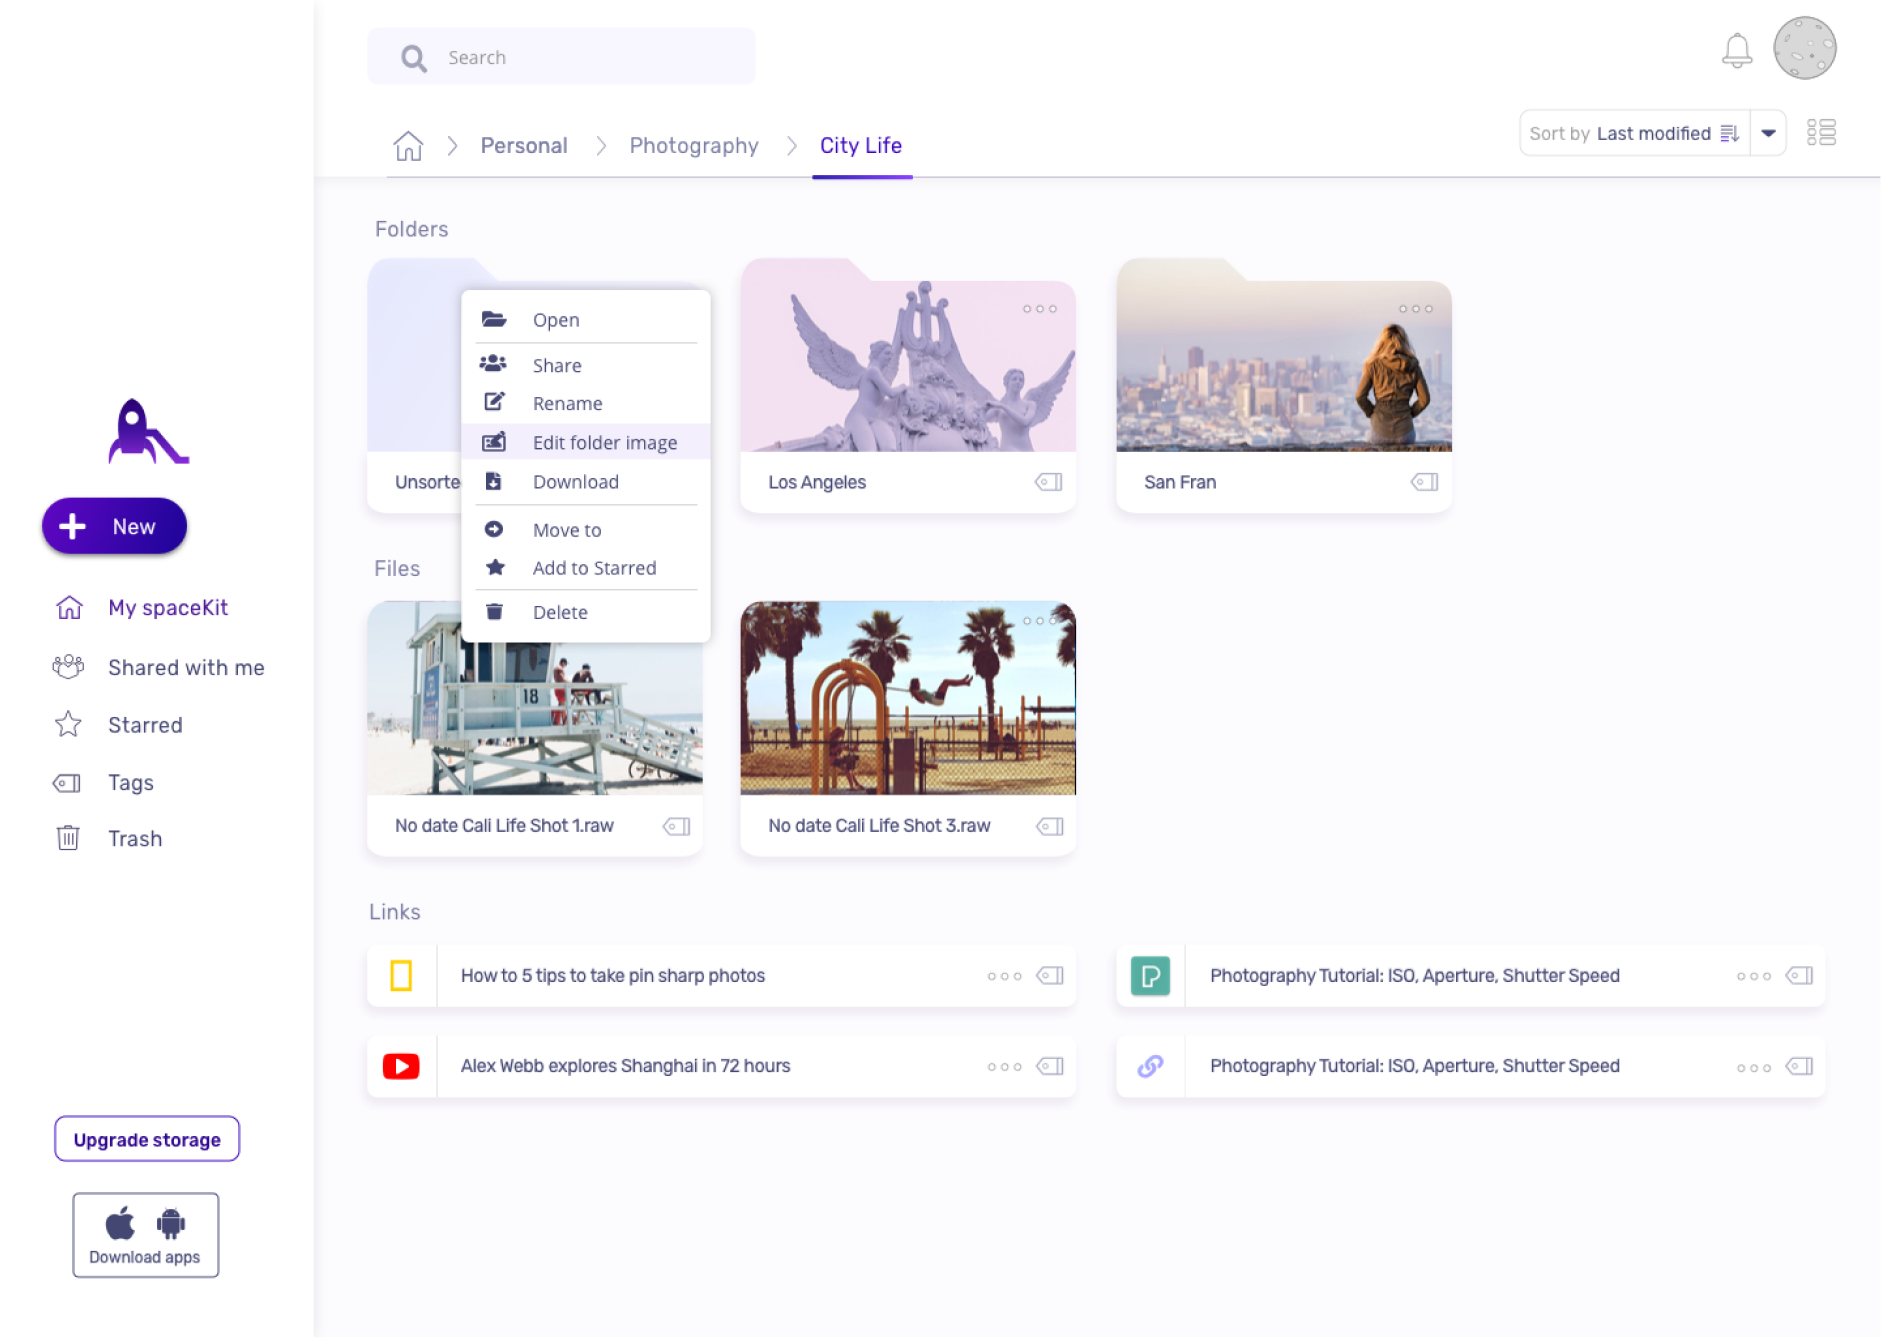 Search
Personal
Photography
City Life
Sort by Last modified
Folders
Open
Share
Rename
Edit folder image
Download
Move to
Add to Starred
Delete
Unsorte
Los Angeles
San Fran
New
My spaceKit
Shared with me
Starred
Tags
Trash
Files
18
No date Cali Life Shot 1.raw
No date Cali Life Shot 3.raw
Links
How to 5 tips to take pin sharp photos
Photography Tutorial: ISO, Aperture, Shutter Speed
Alex Webb explores Shanghai in 72 hours
Photography Tutorial: ISO, Aperture, Shutter Speed
Upgrade storage
Download apps